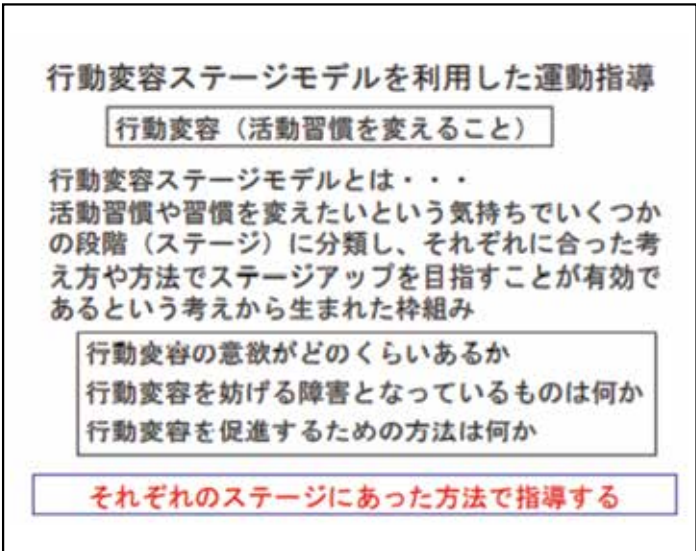 行動変容ステージモデルを利用した運動指導
行動変容（活動習慣を変えること）
行動変容ステージモデルとは・・・
活動習慣や習慣を変えたいという気持ちでいくつか
の段階（ステージ）に分類し、それぞれに合った考
え方や方法でステージアップを目指すことが有効で
あるという考えから生まれた枠組み
行動変容の意欲がどのくらいあるか
行動変容を妨げる障害となっているものは何か
行動変容を促進するための方法は何か
それぞれのステージにあった方法で指導する